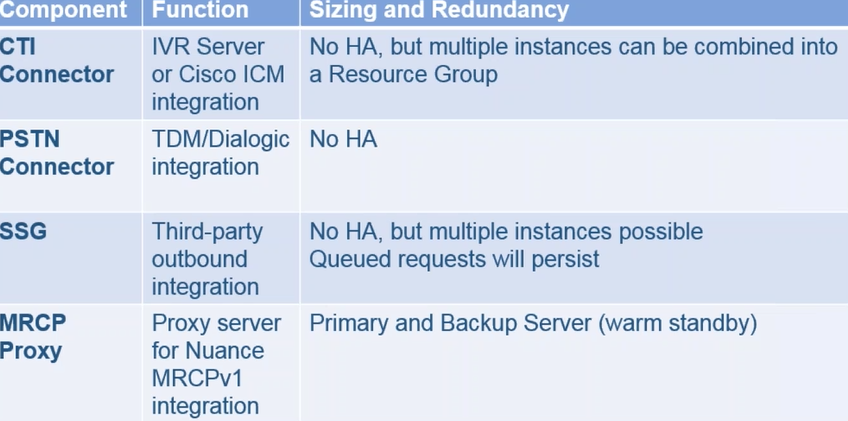 Component Function Sizing and Redundancy
CTI Connector
IVR Server
or Cisco ICM
integration
No HA, but multiple instances can be combined into
a Resource Group
PSTN
Connector
TDM/Dialogic
integration
No HA
SSG
Third-party
outbound
integration
No HA, but multiple instances possible
Queued requests will persist
MRCP
Proxy
Proxy server
for Nuance
MRCPv1
integration
Primary and Backup Server (warm standby)